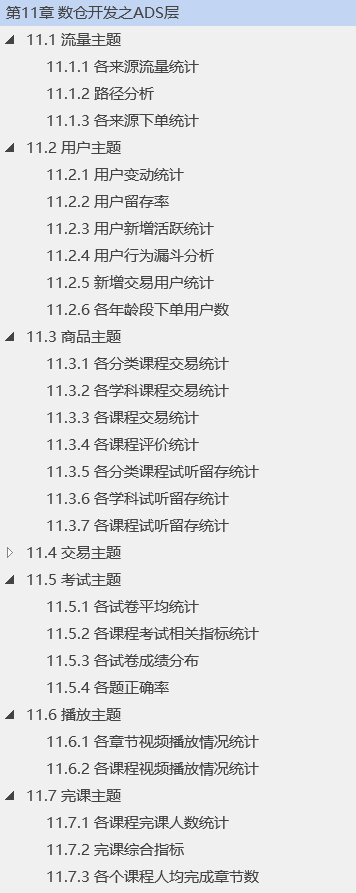 第11章 数仓开发之ADS层
11.1 流量主题
11.1.1 各来源流量统计
11.1.2 路径分析
11.1.3 各来源下单统计
11.2 用户主题
11.2.1 用户变动统计
11.2.2 用户留存率
11.2.3 用户新增活跃统计
11.2.4 用户行为漏斗分析
11.2.5 新增交易用户统计
11.2.6 各年龄段下单用户数
11.3 商品主题
11.3.1 各分类课程交易统计
11.3.2 各学科课程交易统计
11.3.3 各课程交易统计
11.3.4 各课程评价统计
11.3.5 各分类课程试听留存统计
11.3.6 各学科试听留存统计
11.3.7 各课程试听留存统计
11.4 交易主题
11.5 考试主题
11.5.1 各试卷平均统计
11.5.2 各课程考试相关指标统计
11.5.3 各试卷成绩分布
11.5.4 各题正确率
11.6 播放主题
11.6.1 各章节视频播放情况统计
11.6.2 各课程视频播放情况统计
11.7 完课主题
11.7.1 各课程完课人数统计
11.7.2 完课综合指标
11.7.3 各个课程人均完成章节数